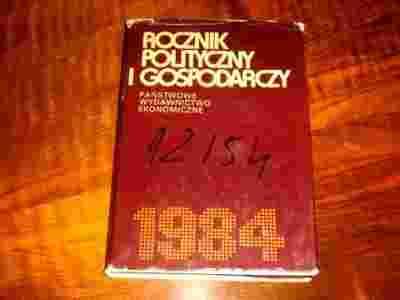 ROCZNIK
POLITYCZNY
I GOSPODARCZY
PAŃSTWOWE
WYDAWNICTWO
EKONOMICZNE
12154
1984